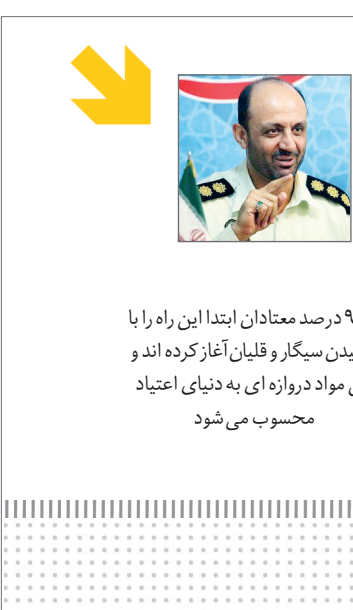 درصد معتادان ابتدا این راه را با
سیگار و قلیان آغاز کرده اند و
مواد دروازه ای به دنیای اعتیاد
محسوب می‌شود